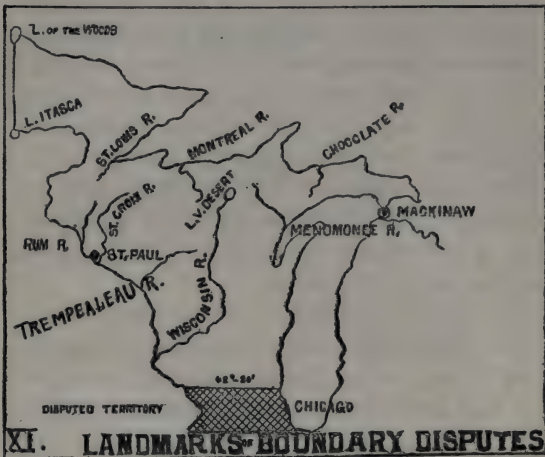 L. OF THE WOODS
L. ITASCA
ST. LOUIS R.
MONTREAL R.
CHOCOLATE R.
ST. CROIX R.
L. V. DESERT
MACKINAW
MENOMONEE R.
RUM R.
ST. PAUL
TREMPEALEAU R.
WISCONSIN R.
42°-30'
DISPUTED TERRITORY
CHICAGO
XI. LANDMARKS OF BOUNDARY DISPUTES